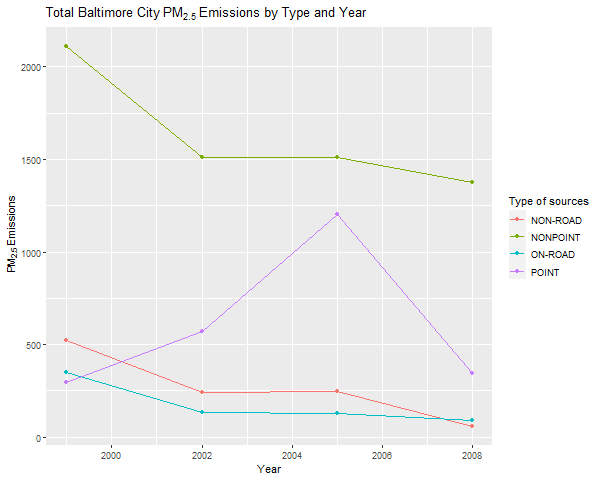 Total Baltimore City PM2.5 Emissions by Type and Year
2000
1500
1000
500
0
PM2.5 Emissions
2000 2002 2004 2006 2008
Year
Type of sources
NON-ROAD
NONPOINT
ON-ROAD
POINT